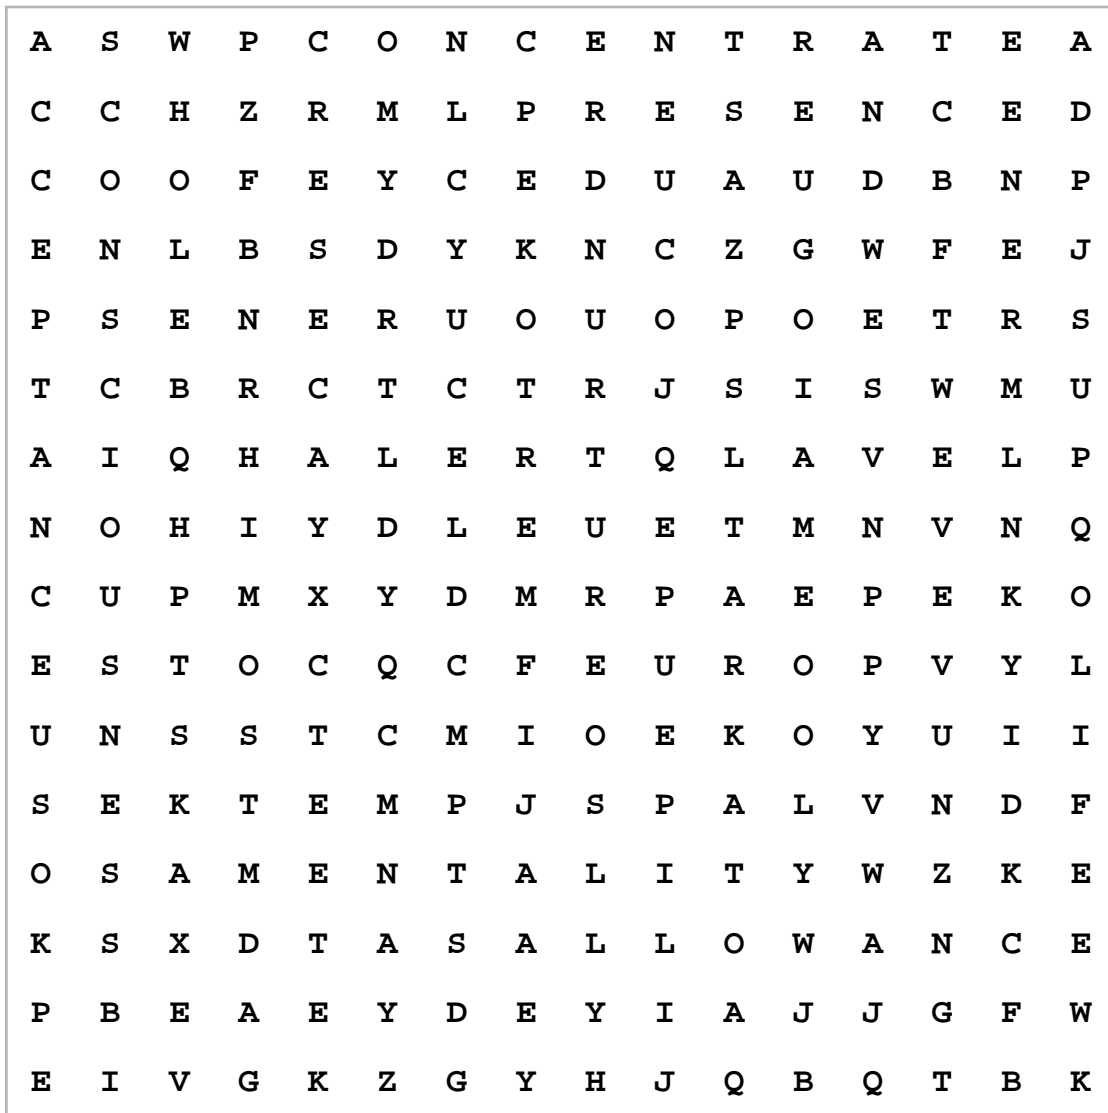 A S W P C O N C E N T R A T E A
C C H Z R M L P R E S E N C E D
C O O F E Y C E D U A U D B N P
E N L B S D Y K N C Z G W F E J
P S E N E R U O U O P O E T R S
T C B R C T C T R J S I S W M U
A I Q H A L E R T Q L A V E L P
N O H I Y D L E U E T M N V N Q
C U P M X Y D M R P A E P E K O
E S T O C Q C F E U R O P V Y L
U N S S T C M I O E K O Y U I I
S E K T E M P J S P A L V N D F
O S A M E N T A L I T Y W Z K E
K S X D T A S A L L O W A N C E
P B E A E Y D E Y I A J J G F W
E I V G K Z G Y H J Q B Q T B K